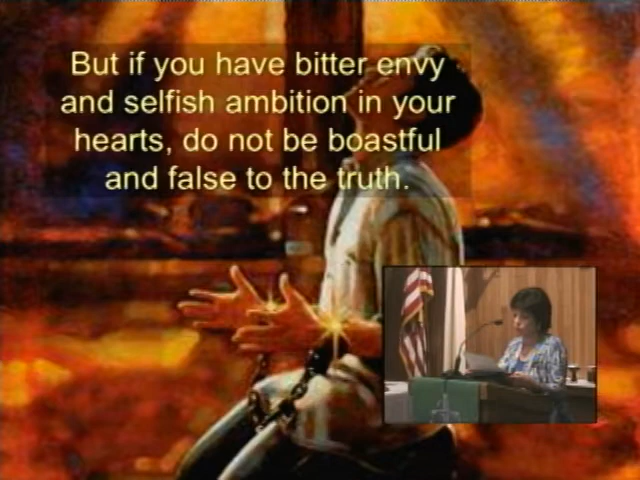 But if you have bitter envy
and selfish ambition in your
hearts, do not be boastful
and false to the truth.